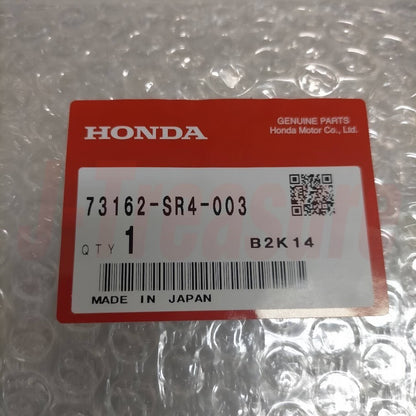 HONDA
GENUINE PARTS
Honda Motor Co., Ltd.
73162-SR4-003
QTY 1 B2K14
MADE IN JAPAN